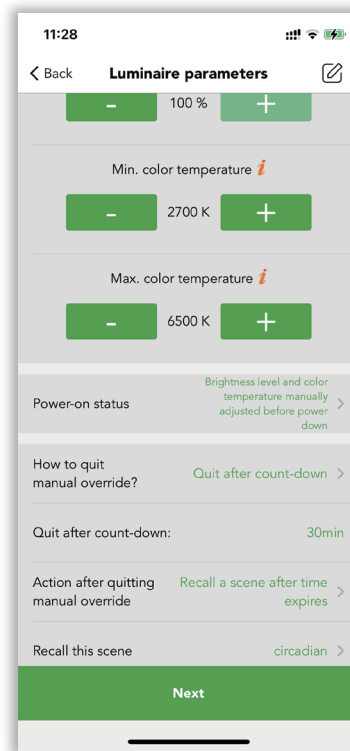 11:28
Back Luminaire parameters
- 100 % +
Min. color temperature i
- 2700 K +
Max. color temperature i
- 6500 K +
Power-on status
Brightness level and color
temperature manually
adjusted before power
down
How to quit
manual override?
Quit after count-down
Quit after count-down: 30min
Action after quitting
manual override
Recall a scene after time
expires
Recall this scene circadian
Next